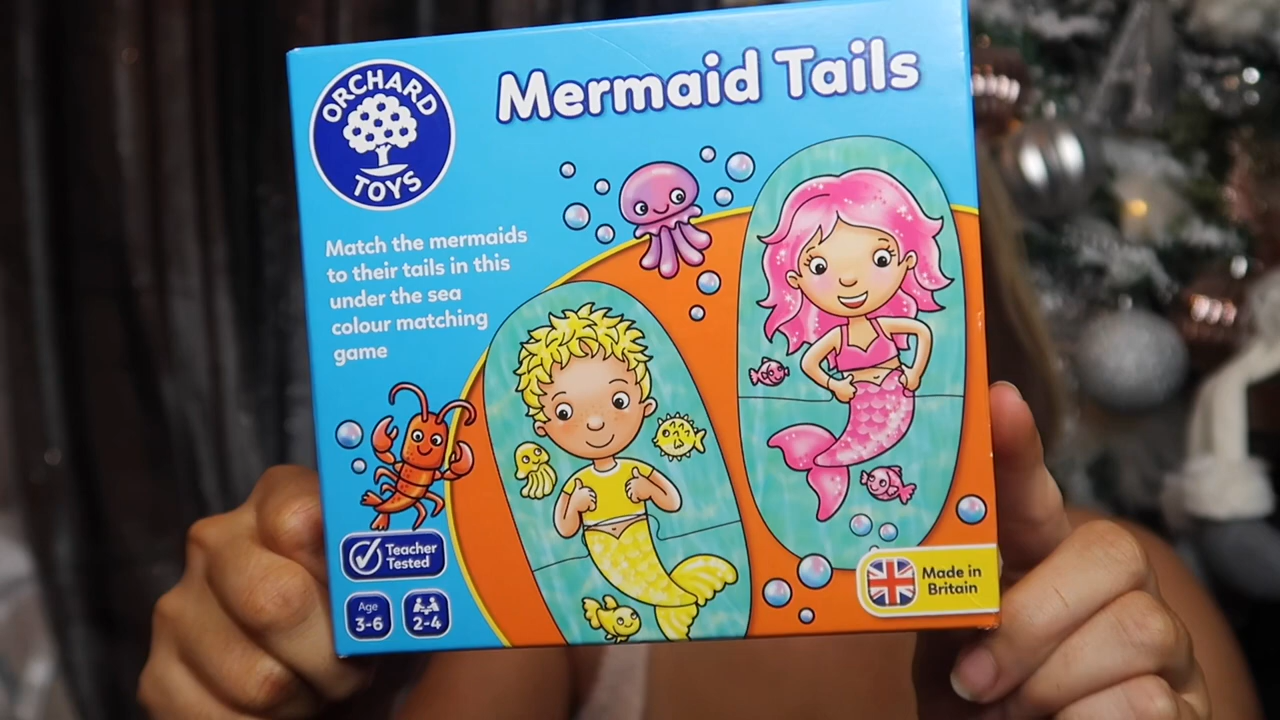 ORCHARD
TOYS
Mermaid Tails
Match the mermaids
to their tails in this
under the sea
colour matching
game
Teacher
Tested
Age
3-6
2-4
Made in
Britain